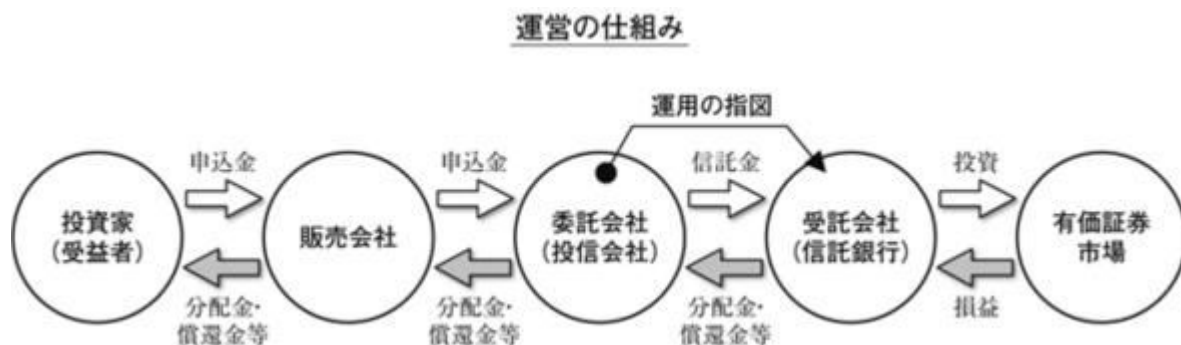 運営の仕組み
運用の指図
申込金
申込金
信託金
投資
投資家
（受益者）
販売会社
委託会社
（投信会社）
受託会社
（信託銀行）
有価証券
市場
分配金・
償還金等
分配金・
償還金等
分配金・
償還金等
損益